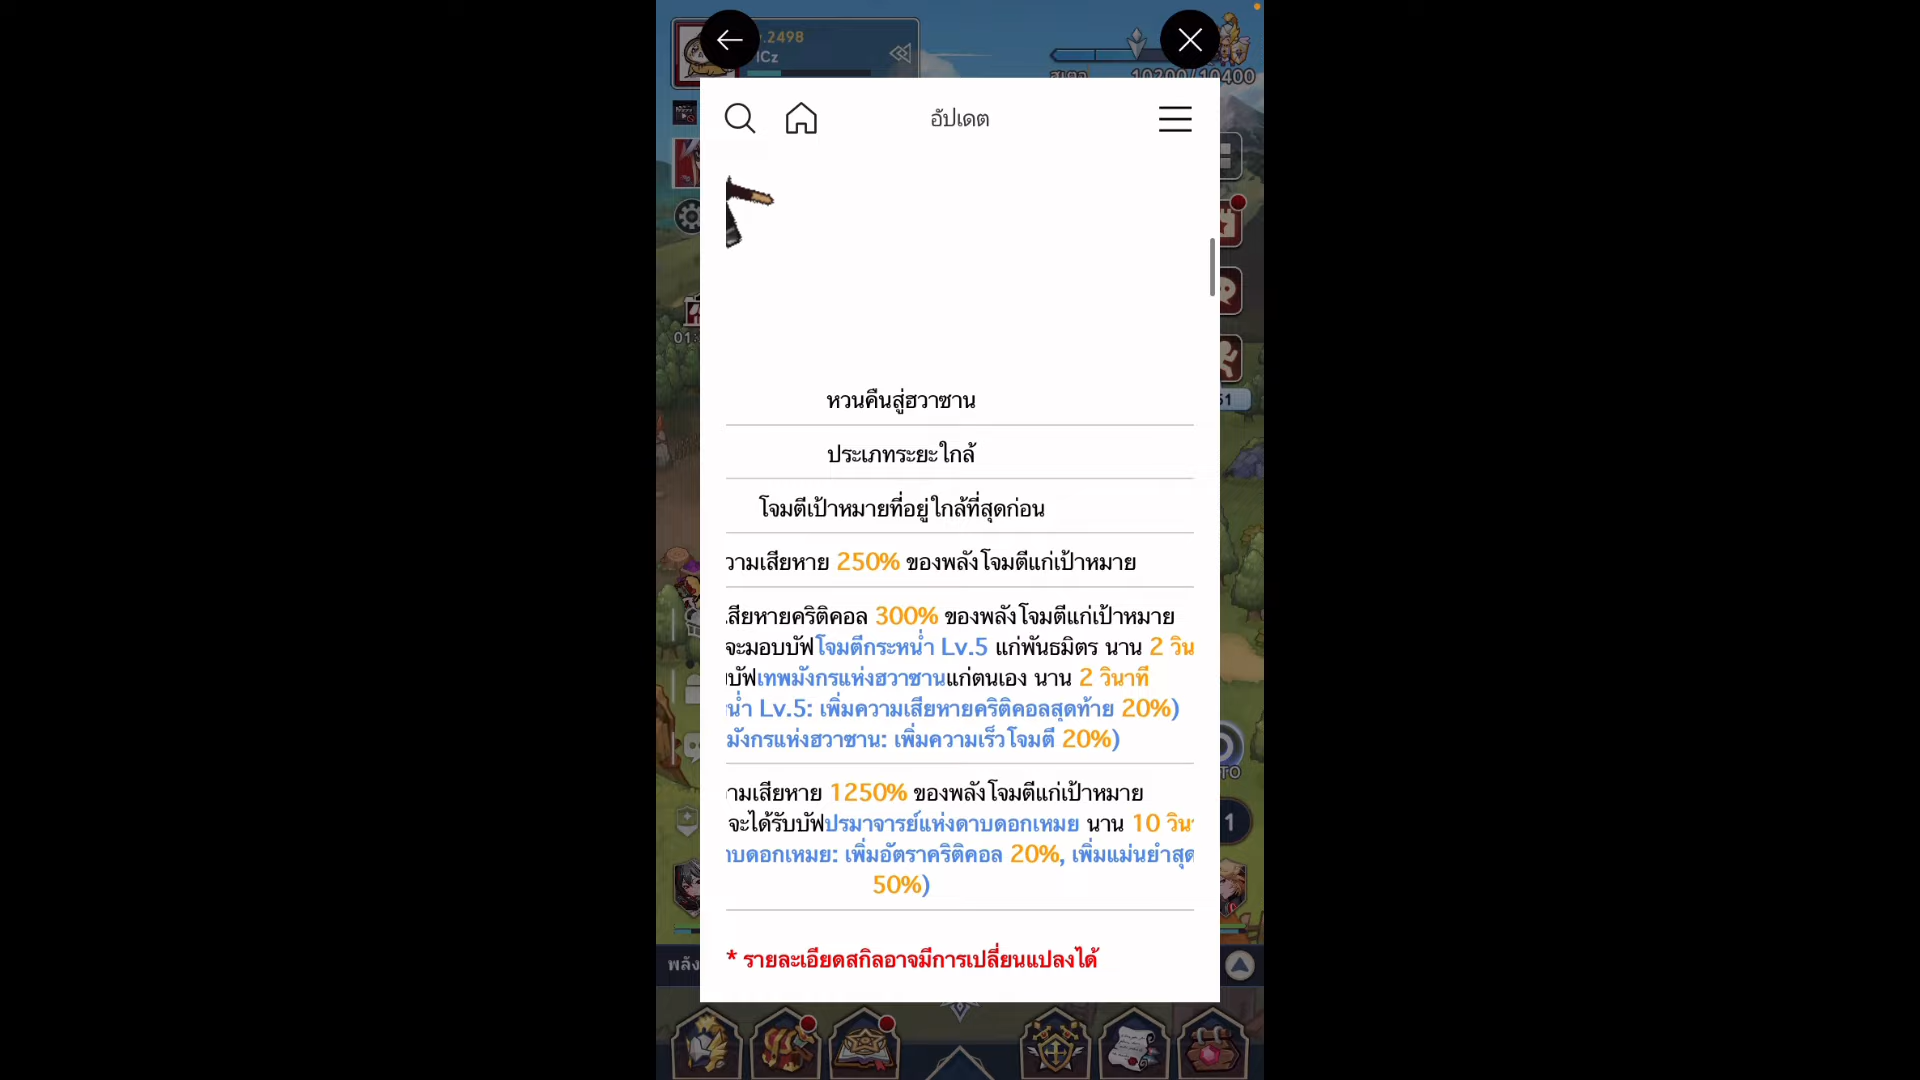 .2498
ICz
10200/10400
อัปเดต
01:
51
หวนคืนสู่ฮวาซาน
ประเภทระยะใกล้
โจมตีเป้าหมายที่อยู่ใกล้ที่สุดก่อน
วามเสียหาย 250% ของพลังโจมตีแก่เป้าหมาย
เสียหายคริติคอล 300% ของพลังโจมตีแก่เป้าหมาย
จะมอบบัฟโจมตีกระหน่ำ Lv.5 แก่พันธมิตร นาน 2 วิน
บัฟเทพมังกรแห่งฮวาซานแก่ตนเอง นาน 2 วินาที
น่ำ Lv.5: เพิ่มความเสียหายคริติคอลสุดท้าย 20%)
มังกรแห่งฮวาซาน: เพิ่มความเร็วโจมตี 20%)
ามเสียหาย 1250% ของพลังโจมตีแก่เป้าหมาย
จะได้รับบัฟปรมาจารย์แห่งดาบดอกเหมย นาน 10 วิน
าบดอกเหมย: เพิ่มอัตราคริติคอล 20%, เพิ่มแม่นยำสุด
50%)
TO
1
* รายละเอียดสกิลอาจมีการเปลี่ยนแปลงได้
พลัง